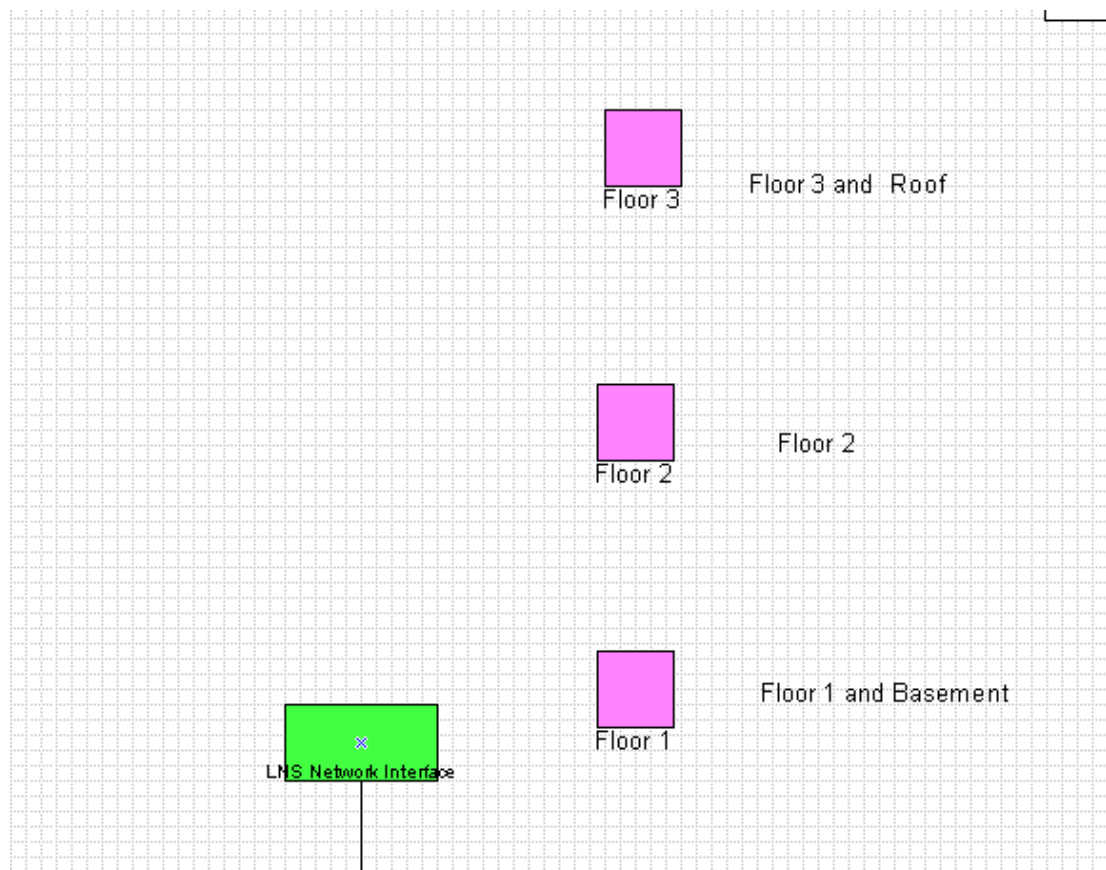 Floor 3
Floor 3 and  Roof
Floor 2
Floor 2
Floor 1
Floor 1 and Basement
LNS Network Interface